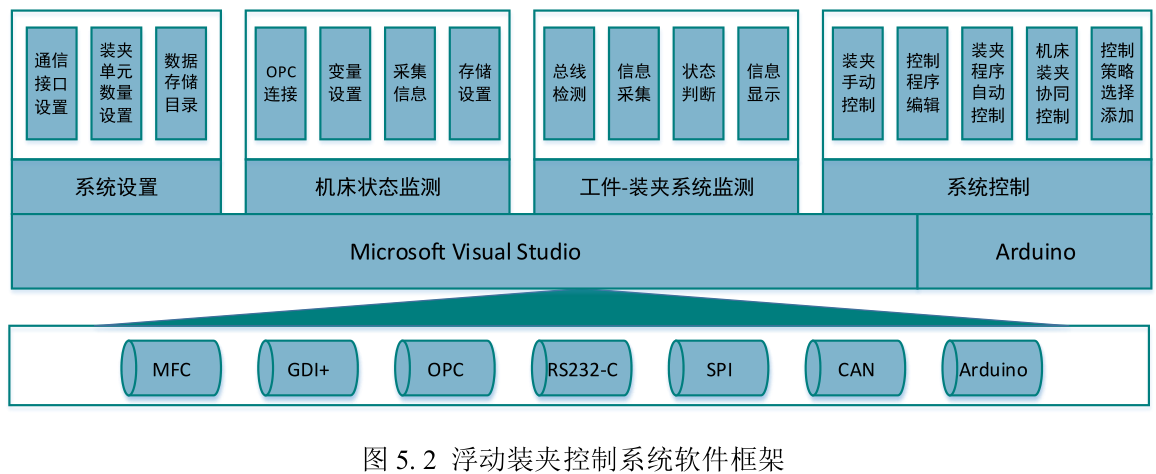 通信
接口
设置
装夹
单元
数量
设置
数据
存储
目录
OPC
连接
变量
设置
采集
信息
存储
设置
总线
检测
信息
采集
状态
判断
信息
显示
装夹
手动
控制
控制
程序
编辑
装夹
程序
自动
控制
机床
装夹
协同
控制
控制
策略
选择
添加
系统设置
机床状态监测
工件-装夹系统监测
系统控制
Microsoft Visual Studio
Arduino
MFC
GDI+
OPC
RS232-C
SPI
CAN
Arduino
图 5. 2 浮动装夹控制系统软件框架